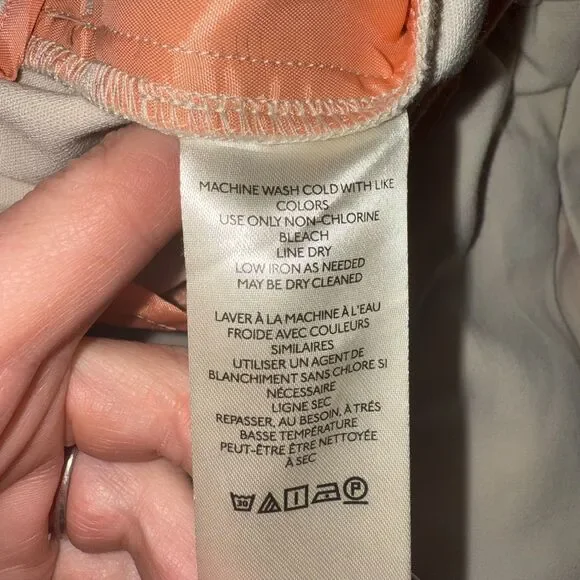 MACHINE WASH COLD WITH LIKE
COLORS
USE ONLY NON-CHLORINE
BLEACH
LINE DRY
LOW IRON AS NEEDED
MAY BE DRY CLEANED
LAVER À LA MACHINE À L'EAU
FROIDE AVEC COULEURS
SIMILAIRES
UTILISER UN AGENT DE
BLANCHIMENT SANS CHLORE SI
NÉCESSAIRE
LIGNE SEC
REPASSER, AU BESOIN, À TRÉS
BASSE TEMPÉRATURE
PEUT-ÊTRE ÊTRE NETTOYÉE
À SEC
30 P